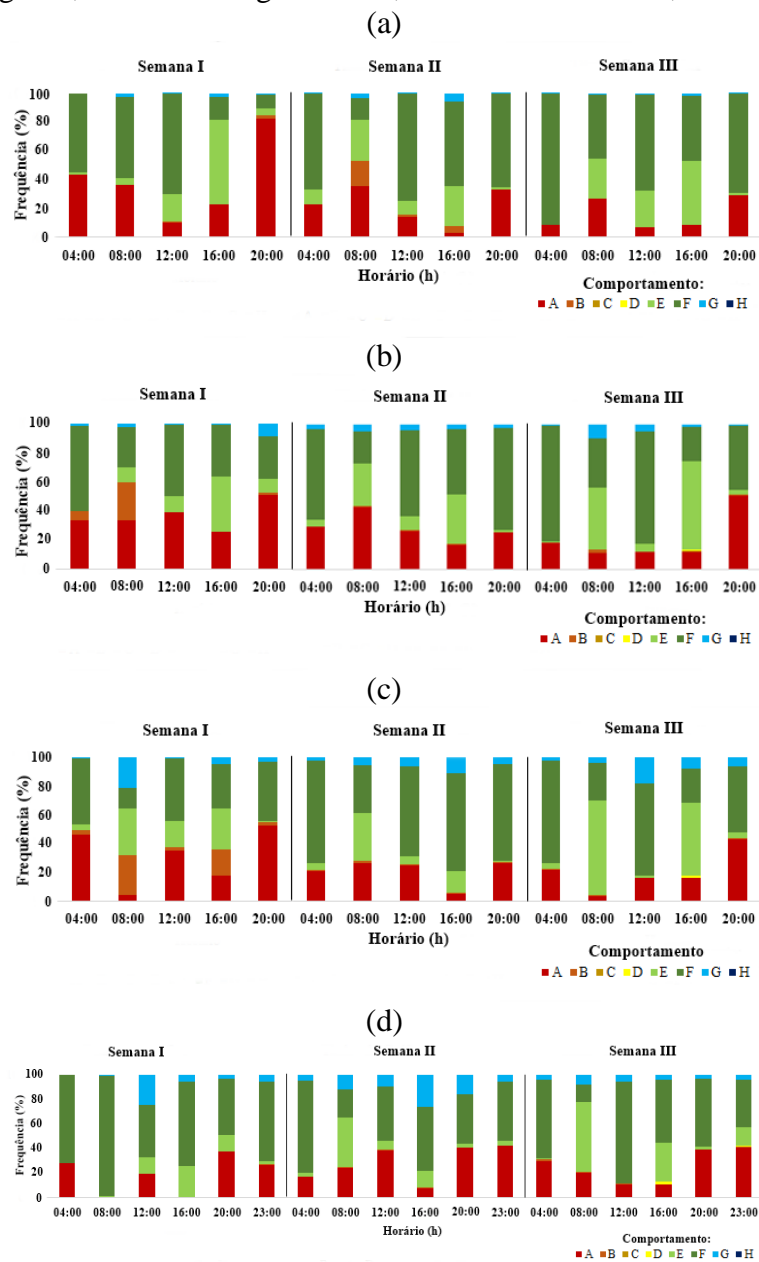 (a)
Semana I Semana II Semana III
Frequência (%)
100
80
60
40
20
0
04:00 08:00 12:00 16:00 20:00 04:00 08:00 12:00 16:00 20:00 04:00 08:00 12:00 16:00 20:00
Horário (h)
Comportamento:
A B C D E F G H
(b)
Semana I Semana II Semana III
Frequência (%)
100
80
60
40
20
0
04:00 08:00 12:00 16:00 20:00 04:00 08:00 12:00 16:00 20:00 04:00 08:00 12:00 16:00 20:00
Horário (h)
Comportamento:
A B C D E F G H
(c)
Semana I Semana II Semana III
Frequência (%)
100
80
60
40
20
0
04:00 08:00 12:00 16:00 20:00 04:00 08:00 12:00 16:00 20:00 04:00 08:00 12:00 16:00 20:00
Horário (h)
Comportamento
A B C D E F G H
(d)
Semana I Semana II Semana III
Frequência (%)
100
80
60
40
20
0
04:00 08:00 12:00 16:00 20:00 23:00 04:00 08:00 12:00 16:00 20:00 23:00 04:00 08:00 12:00 16:00 20:00 23:00
Horário (h)
Comportamento:
A B C D E F G H